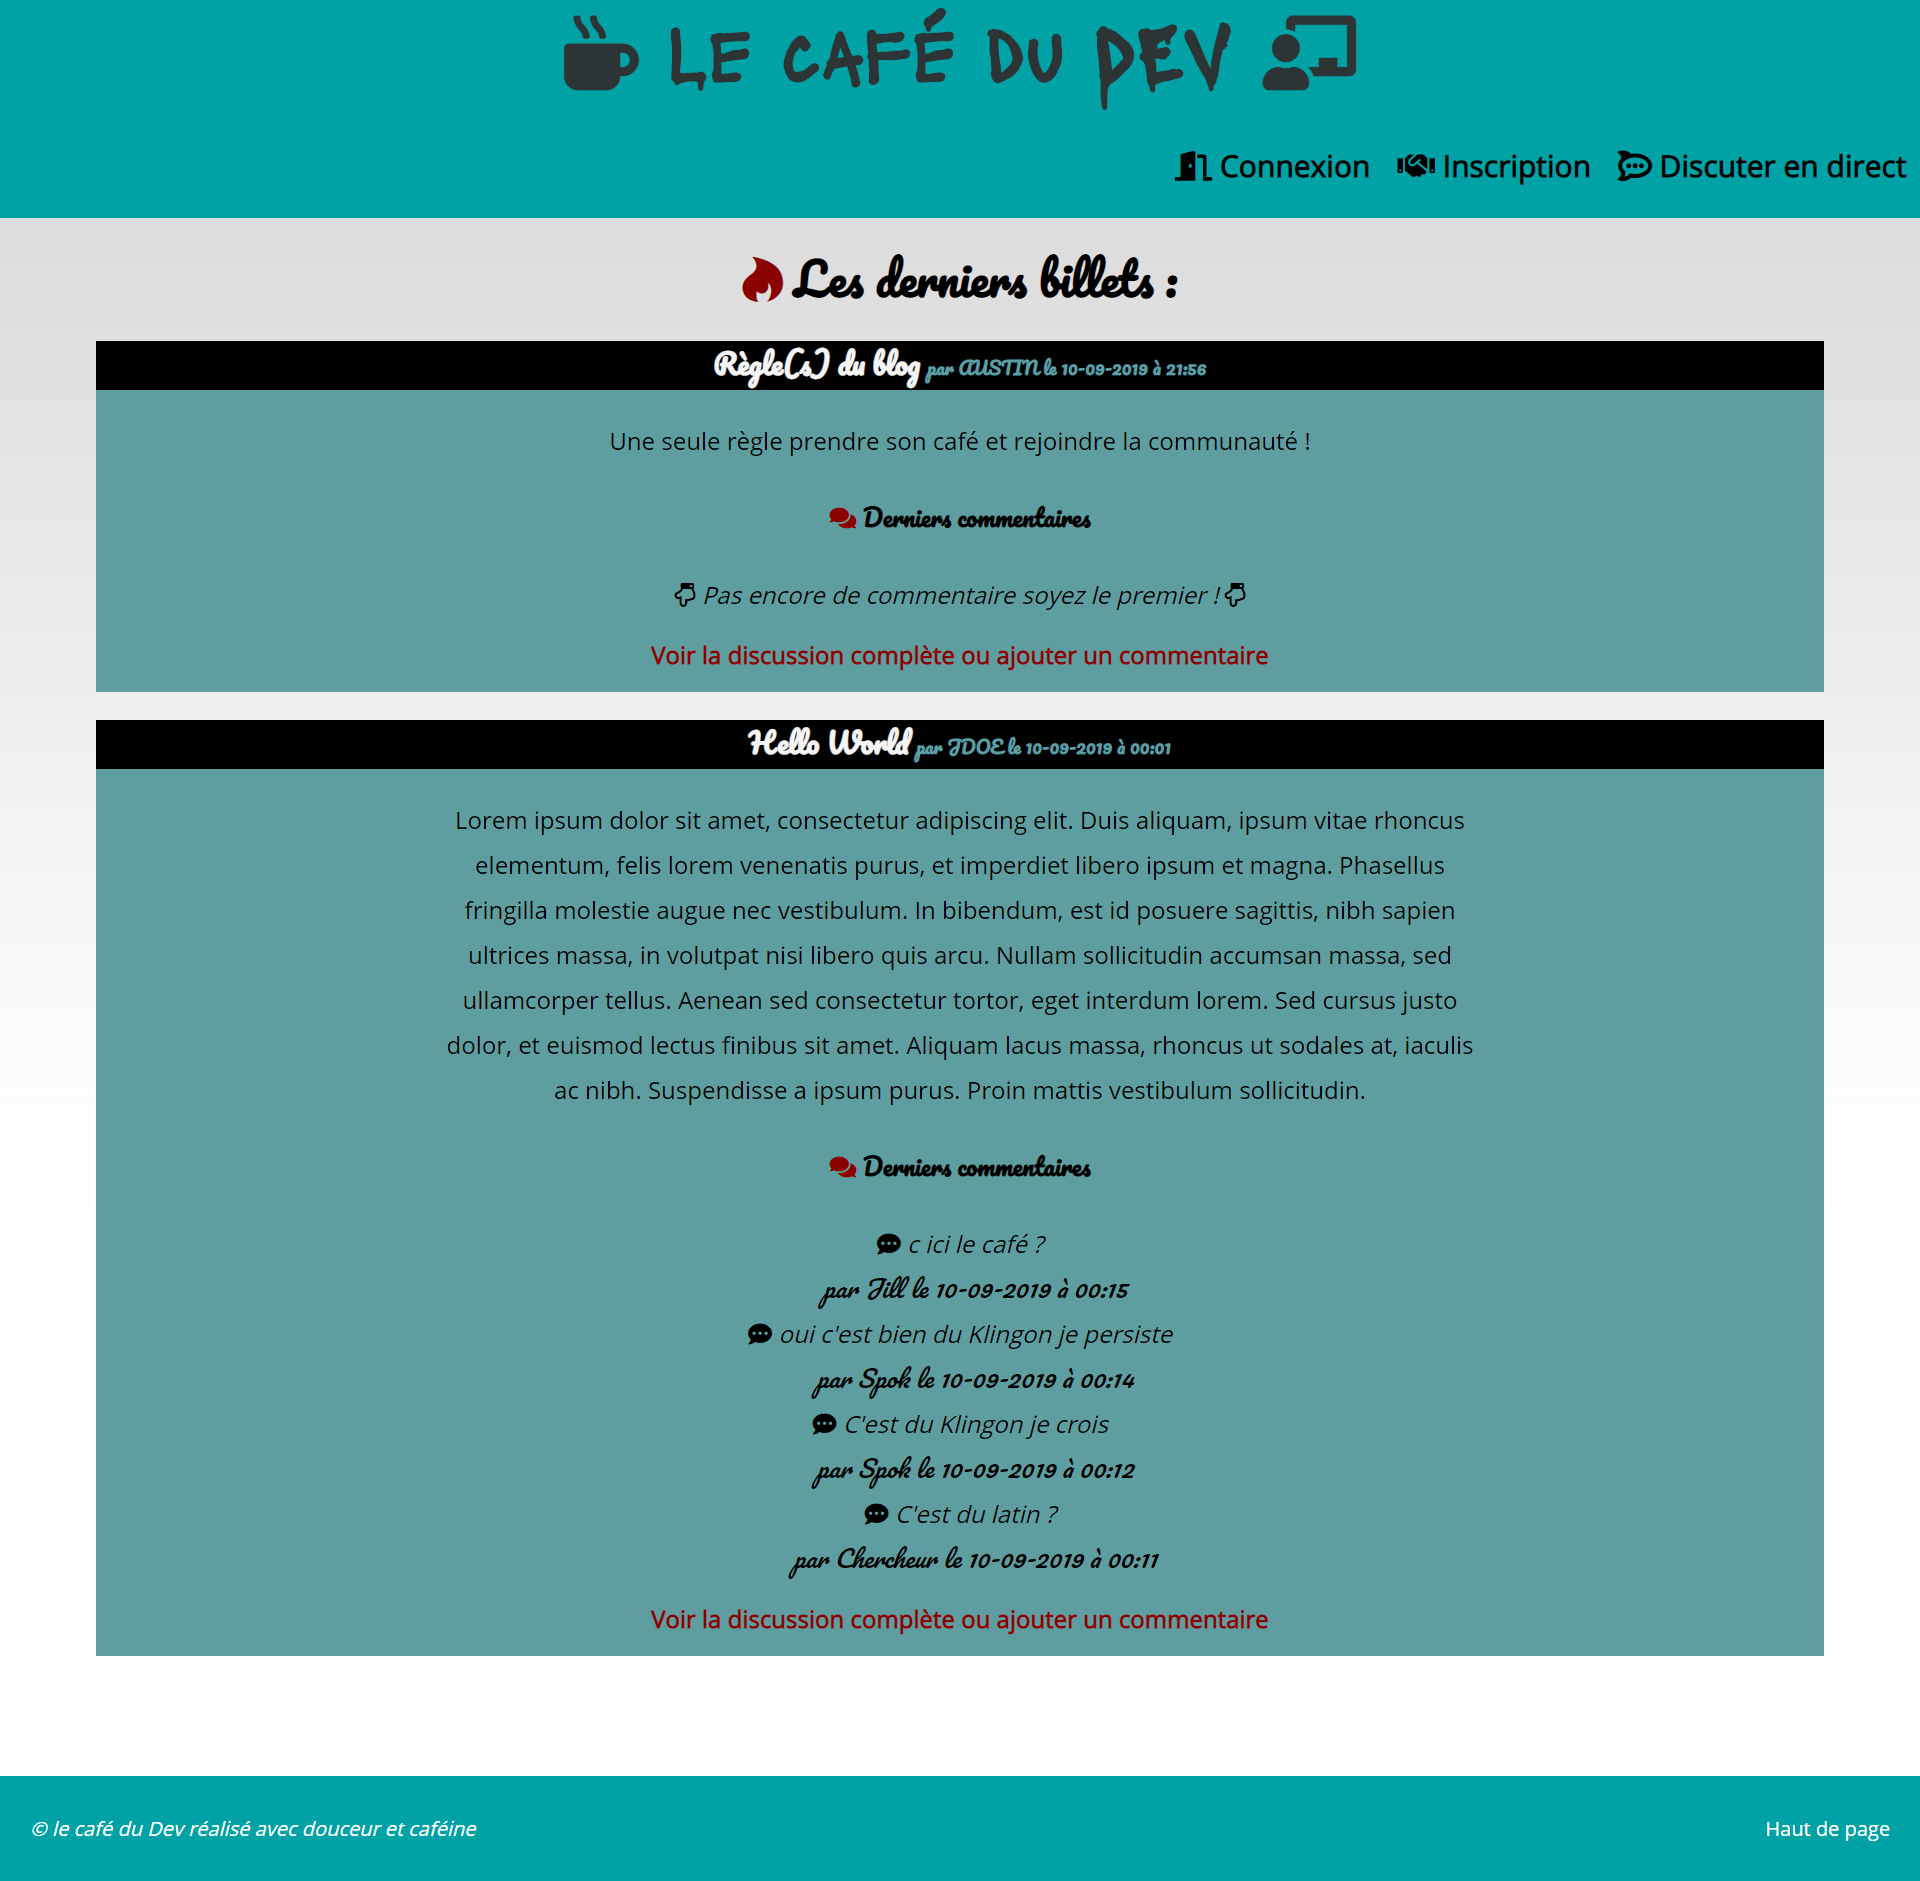 LE CAFÉ DU DEV
Connexion Inscription Discuter en direct
Les derniers billets :
Règle(s) du blog par AUSTIN le 10-09-2019 à 21:56
Une seule règle prendre son café et rejoindre la communauté !
Derniers commentaires
Pas encore de commentaire soyez le premier !
Voir la discussion complète ou ajouter un commentaire
Hello World par JDOE le 10-09-2019 à 00:01
Lorem ipsum dolor sit amet, consectetur adipiscing elit. Duis aliquam, ipsum vitae rhoncus
elementum, felis lorem venenatis purus, et imperdiet libero ipsum et magna. Phasellus
fringilla molestie augue nec vestibulum. In bibendum, est id posuere sagittis, nibh sapien
ultrices massa, in volutpat nisi libero quis arcu. Nullam sollicitudin accumsan massa, sed
ullamcorper tellus. Aenean sed consectetur tortor, eget interdum lorem. Sed cursus justo
dolor, et euismod lectus finibus sit amet. Aliquam lacus massa, rhoncus ut sodales at, iaculis
ac nibh. Suspendisse a ipsum purus. Proin mattis vestibulum sollicitudin.
Derniers commentaires
c ici le café ?
par Jill le 10-09-2019 à 00:15
oui c'est bien du Klingon je persiste
par Spok le 10-09-2019 à 00:14
C'est du Klingon je crois
par Spok le 10-09-2019 à 00:12
C'est du latin ?
par Chercheur le 10-09-2019 à 00:11
Voir la discussion complète ou ajouter un commentaire
© le café du Dev réalisé avec douceur et caféine
Haut de page